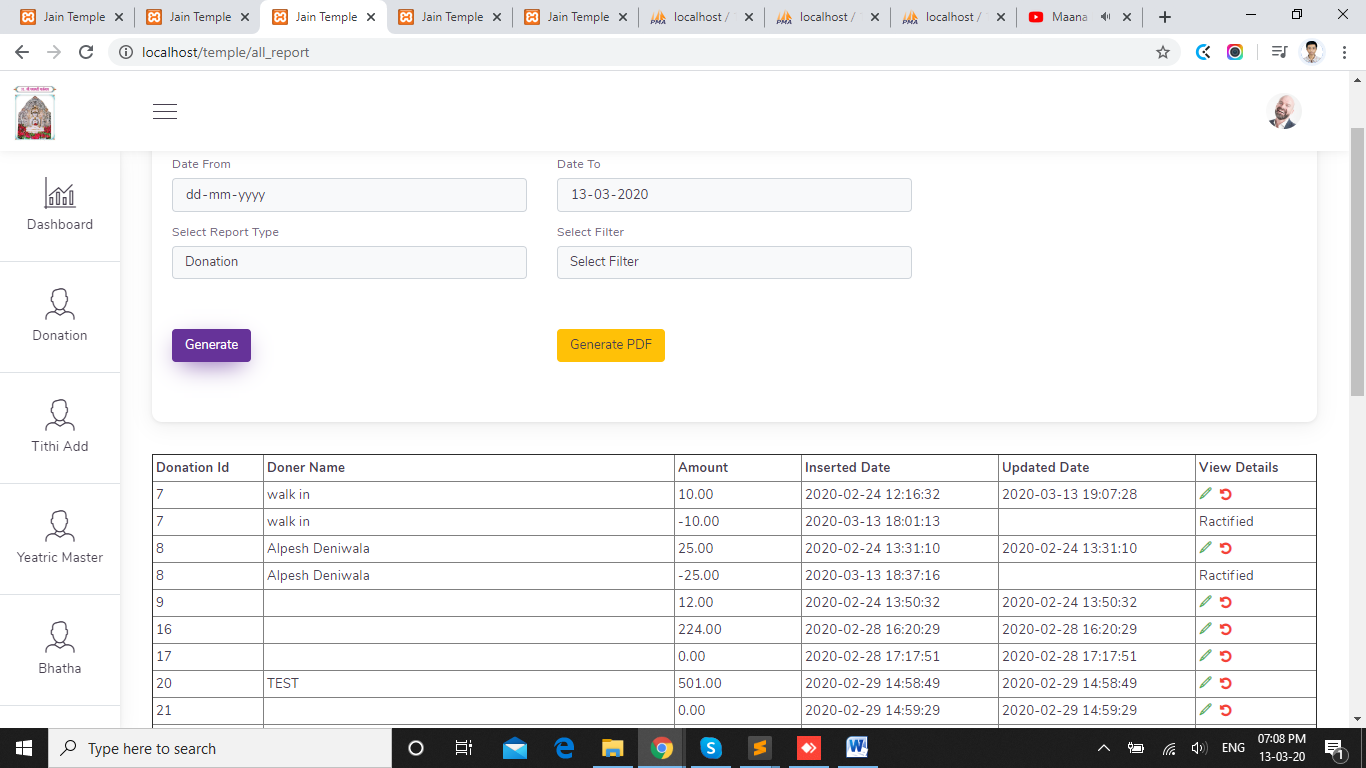 Jain Temple Jain Temple Jain Temple Jain Temple Jain Temple localhost / localhost / localhost / Maana
localhost/temple/all_report
Date From Date To
dd-mm-yyyy 13-03-2020
Select Report Type Select Filter
Donation Select Filter
Generate Generate PDF
Dashboard
Donation
Tithi Add
Yeatric Master
Bhatha
Donation Id Doner Name Amount Inserted Date Updated Date View Details
7 walk in 10.00 2020-02-24 12:16:32 2020-03-13 19:07:28
7 walk in -10.00 2020-03-13 18:01:13 Ractified
8 Alpesh Deniwala 25.00 2020-02-24 13:31:10 2020-02-24 13:31:10
8 Alpesh Deniwala -25.00 2020-03-13 18:37:16 Ractified
9 12.00 2020-02-24 13:50:32 2020-02-24 13:50:32
16 224.00 2020-02-28 16:20:29 2020-02-28 16:20:29
17 0.00 2020-02-28 17:17:51 2020-02-28 17:17:51
20 TEST 501.00 2020-02-29 14:58:49 2020-02-29 14:58:49
21 0.00 2020-02-29 14:59:29 2020-02-29 14:59:29
Type here to search ENG 07:08 PM
13-03-20 1